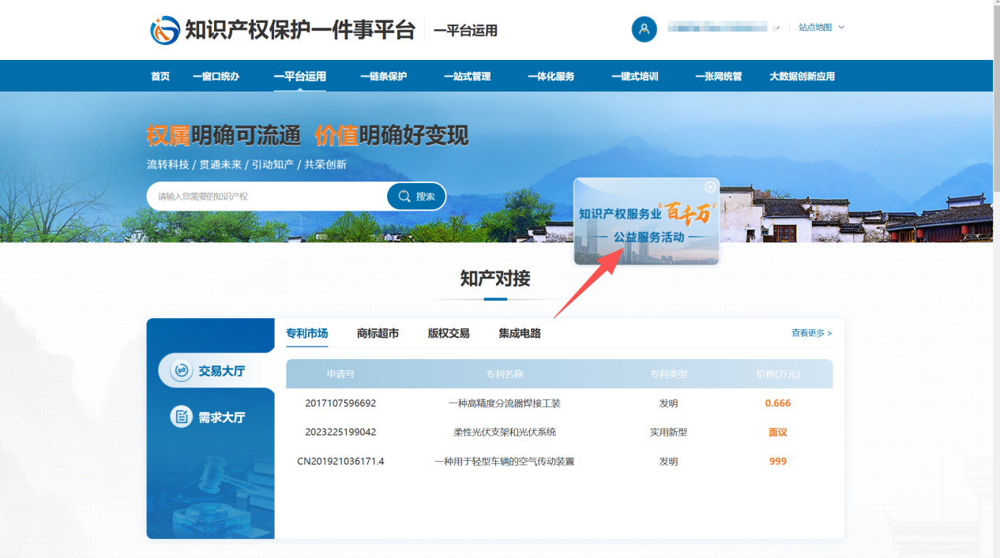 知识产权保护一件事平台 一平台运用
站点地图
首页 一窗口统办 一平台运用 一链条保护 一站式管理 一体化服务 一键式培训 一张网统管 大数据创新应用
权属明确可流通 价值明确好变现
流转科技 / 贯通未来 / 引动知产 / 共荣创新
请输入您需要的知识产权 搜索
知识产权服务业“百千万”
公益服务活动
知产对接
交易大厅
需求大厅
专利市场 商标超市 版权交易 集成电路 查看更多 >
申请号 专利名称 专利类型 价格(万元)
2017107596692 一种高精度分流器焊接工装 发明 0.666
2023225199042 柔性光伏支架和光伏系统 实用新型 面议
CN201921036171.4 一种用于轻型车辆的空气传动装置 发明 999